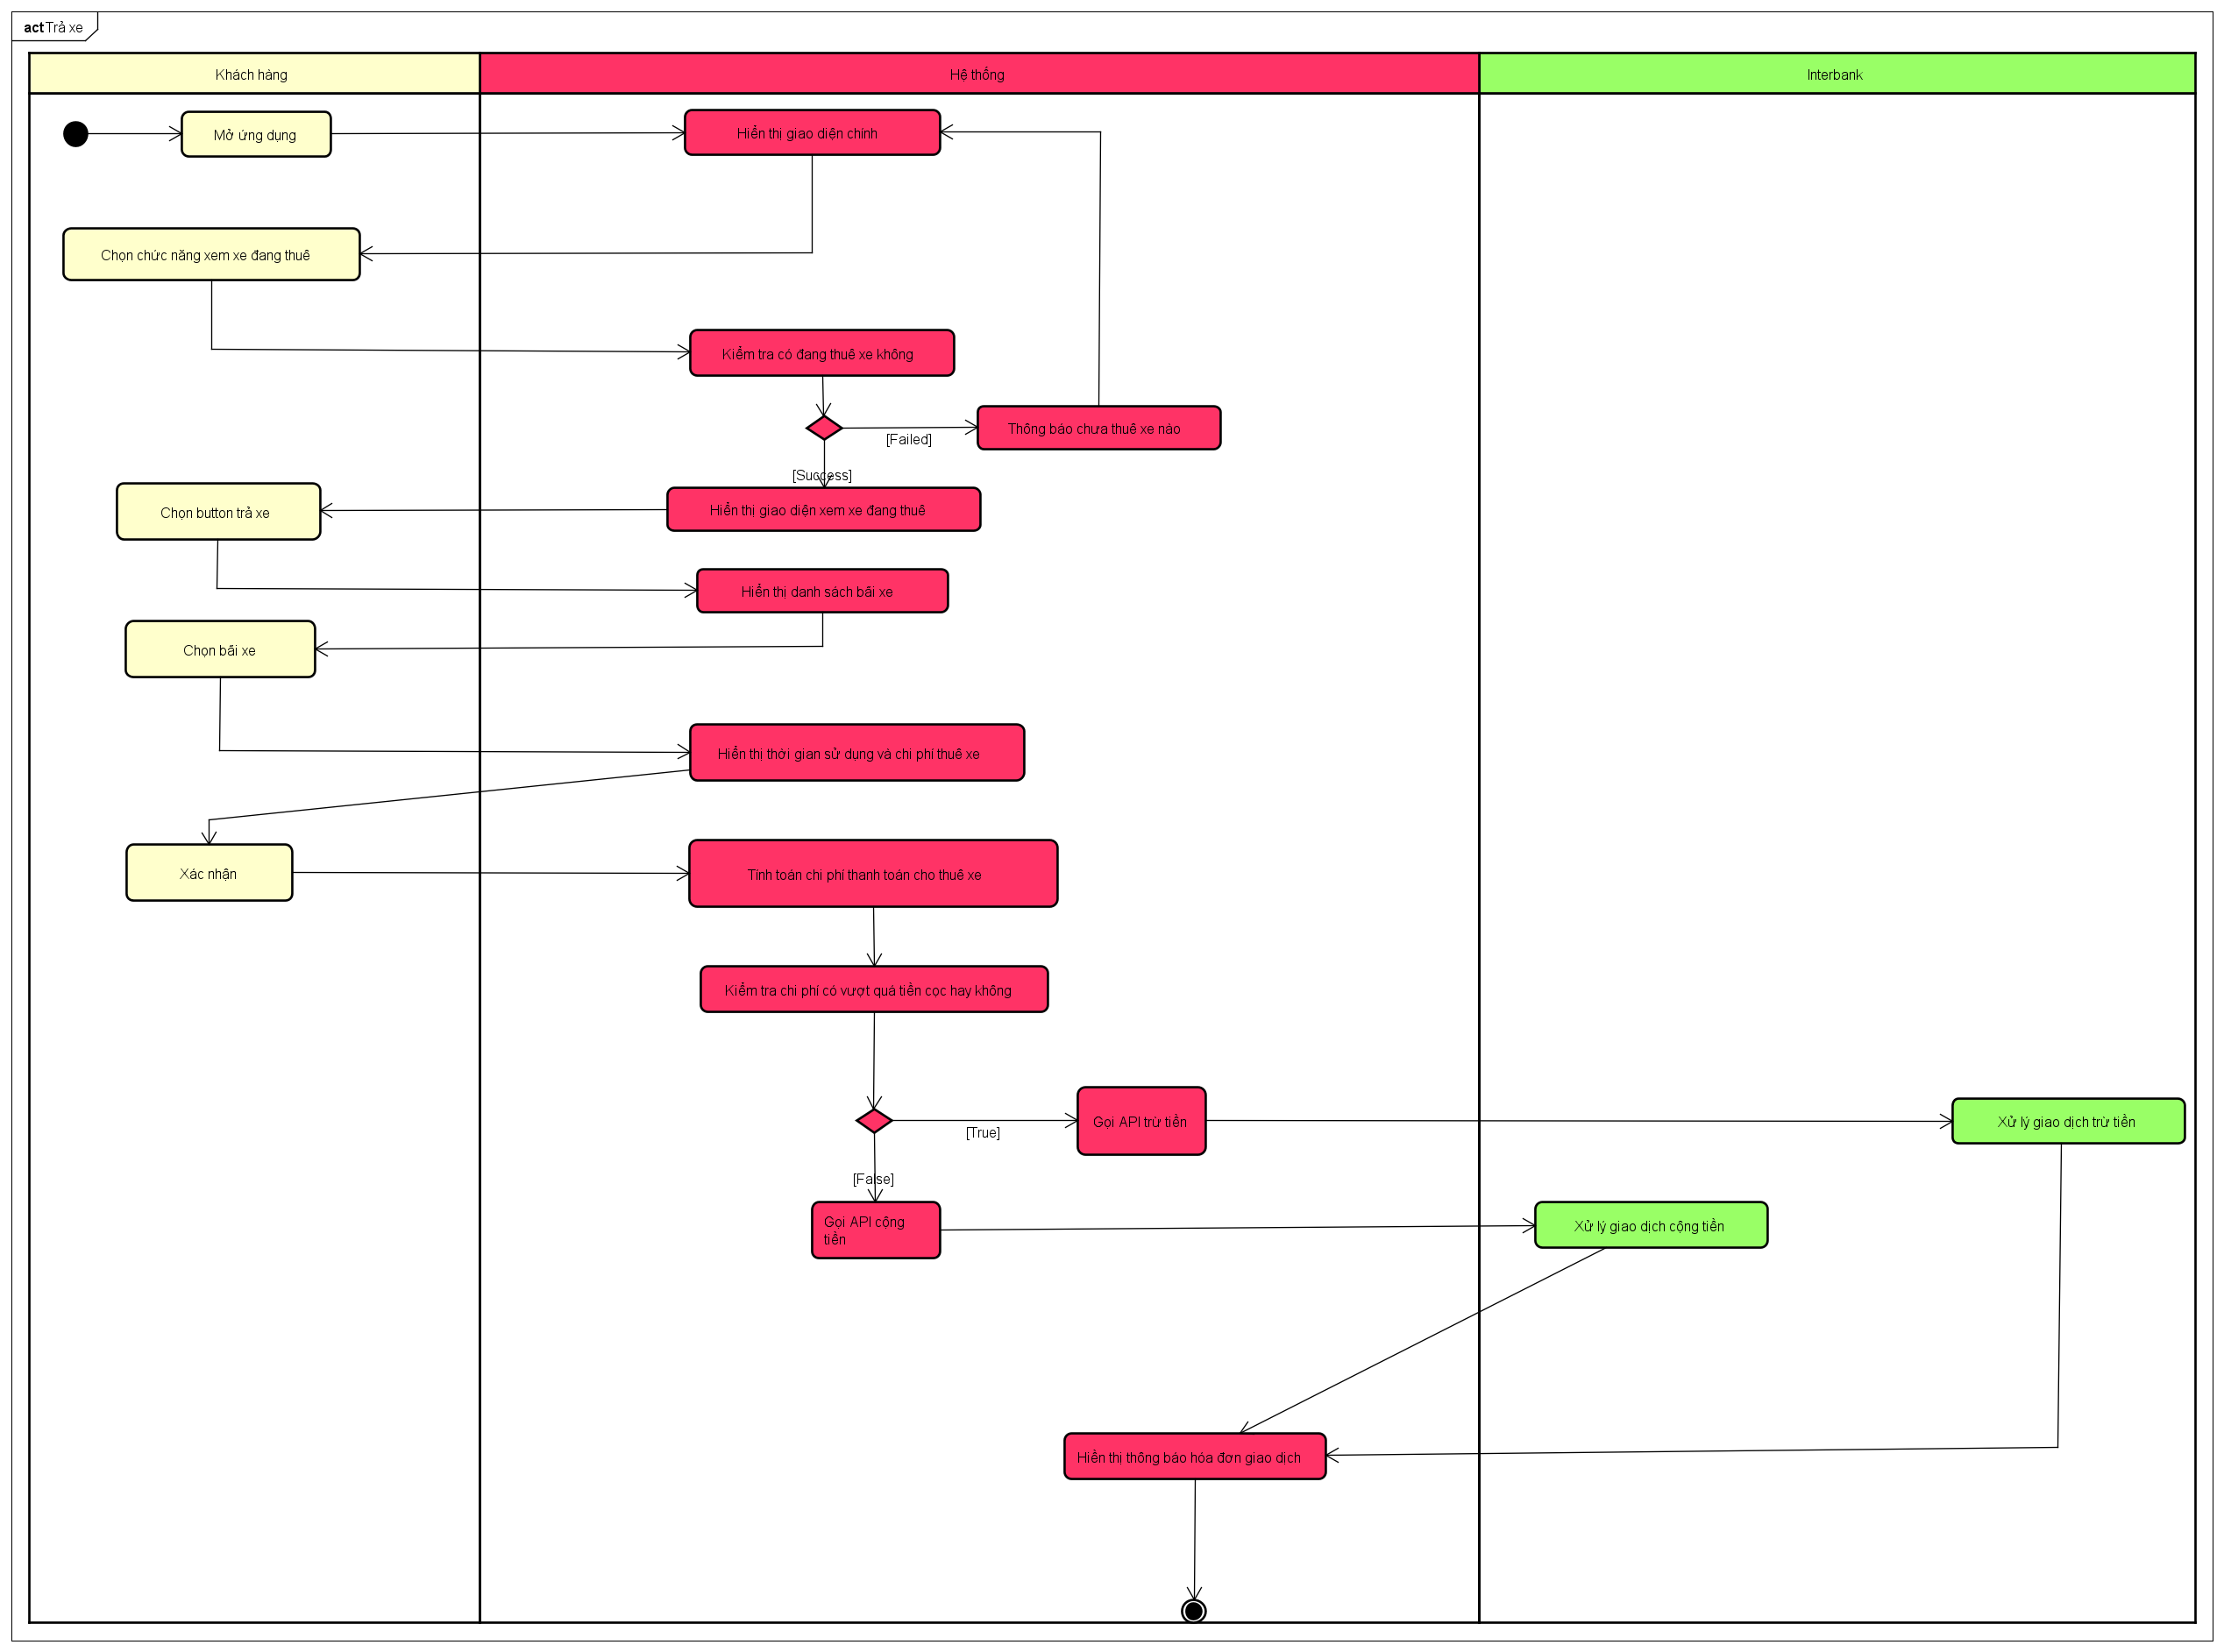 act Trả xe
Khách hàng
Hệ thống
Interbank
Mở ứng dụng
Hiển thị giao diện chính
Chọn chức năng xem xe đang thuê
Kiểm tra có đang thuê xe không
Thông báo chưa thuê xe nào
[Failed]
[Success]
Chọn button trả xe
Hiển thị giao diện xem xe đang thuê
Hiển thị danh sách bãi xe
Chọn bãi xe
Hiển thị thời gian sử dụng và chi phí thuê xe
Xác nhận
Tính toán chi phí thanh toán cho thuê xe
Kiểm tra chi phí có vượt quá tiền cọc hay không
Gọi API trừ tiền
Xử lý giao dịch trừ tiền
[True]
[False]
Gọi API cộng
tiền
Xử lý giao dịch cộng tiền
Hiển thị thông báo hóa đơn giao dịch